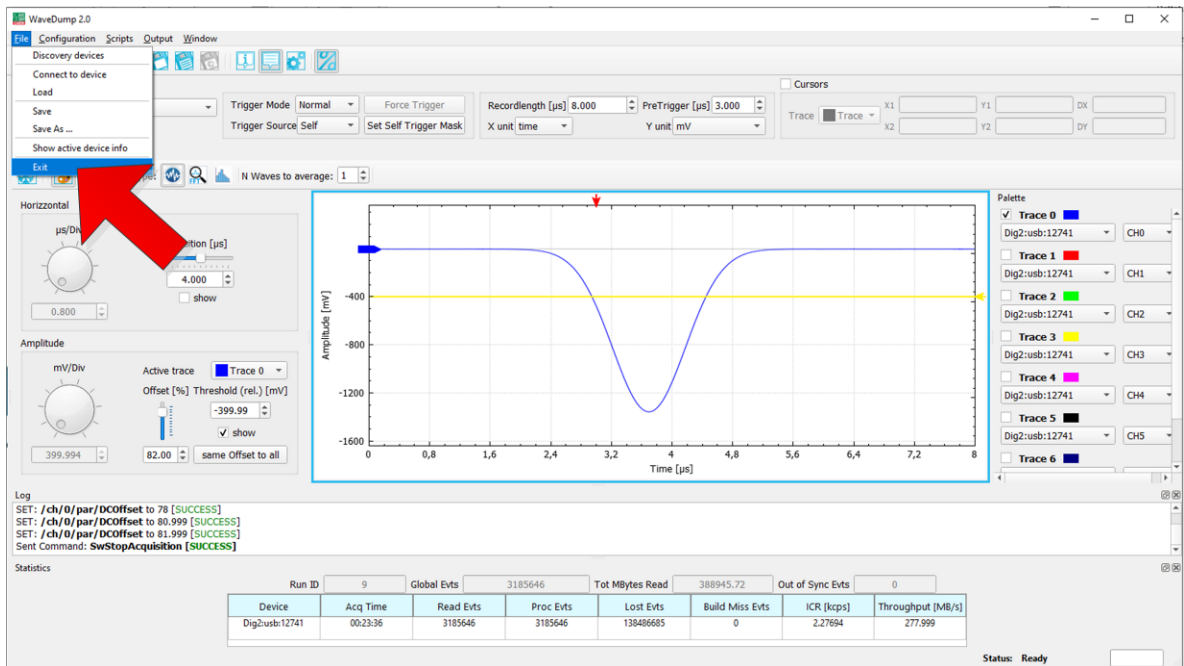 WaveDump 2.0
File Configuration Scripts Output Window
Discovery devices
Connect to device
Load
Save
Save As ...
Show active device info
Exit
Trigger Mode Normal Force Trigger
Trigger Source Self Set Self Trigger Mask
Recordlength [µs] 8.000 PreTrigger [µs] 3.000
X unit time Y unit mV
Cursors
Trace Trace X1 Y1 DX
X2 Y2 DY
FFT N Waves to average: 1
Horizzontal
µs/Div
[µs]
4.000
show
0.800
Amplitude
mV/Div
Active trace Trace 0
Offset [%] Threshold (rel.) [mV]
-399.99
show
399.994 82.00 same Offset to all
Amplitude [mV]
-400
-800
-1200
-1600
0 0,8 1,6 2,4 3,2 4 4,8 5,6 6,4 7,2 8
Time [µs]
Palette
Trace 0
Dig2:usb:12741 CH0
Trace 1
Dig2:usb:12741 CH1
Trace 2
Dig2:usb:12741 CH2
Trace 3
Dig2:usb:12741 CH3
Trace 4
Dig2:usb:12741 CH4
Trace 5
Dig2:usb:12741 CH5
Trace 6
Log
SET: /ch/0/par/DCOffset to 78 [SUCCESS]
SET: /ch/0/par/DCOffset to 80.999 [SUCCESS]
SET: /ch/0/par/DCOffset to 81.999 [SUCCESS]
Sent Command: SwStopAcquisition [SUCCESS]
Statistics
Run ID 9 Global Evts 3185646 Tot MBytes Read 388945.72 Out of Sync Evts 0
Device Acq Time Read Evts Proc Evts Lost Evts Build Miss Evts ICR [kcps] Throughput [MB/s]
Dig2:usb:12741 00:23:36 3185646 3185646 138486685 0 2.27694 277.999
Status: Ready